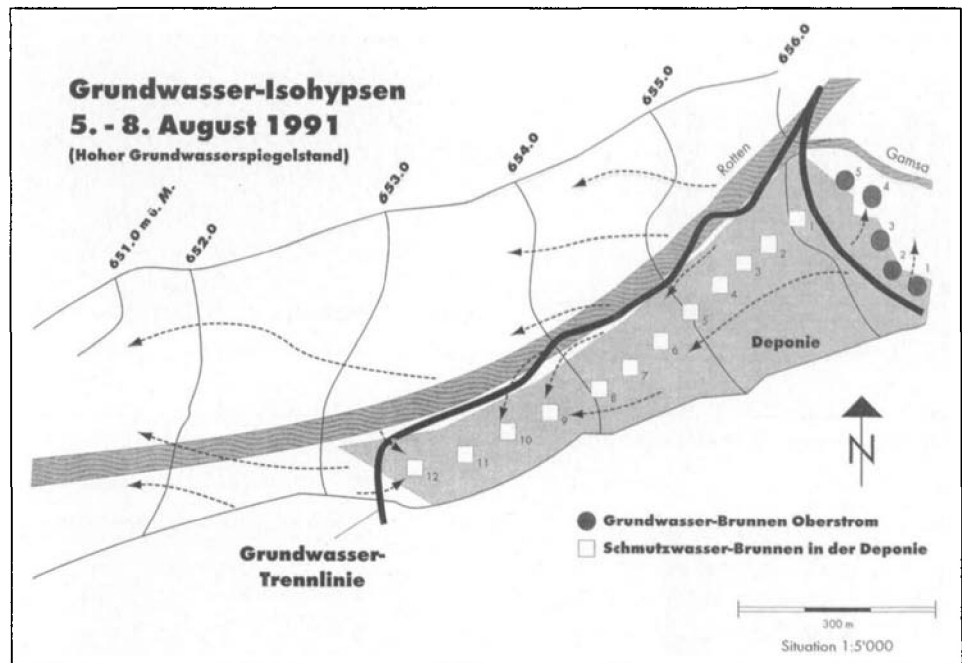 Grundwasser-Isohypsen
5. - 8. August 1991
(Hoher Grundwasserspiegelstand)
651.0 mü. M.
652.0
653.0
654.0
655.0
656.0
Rotten
Gamsa
5
4
3
2
1
1
2
3
4
5
6
7
8
9
10
11
12
Deponie
N
Grundwasser-
Trennlinie
Grundwasser-Brunnen Oberstrom
Schmutzwasser-Brunnen in der Deponie
300 m
Situation 1:5'000